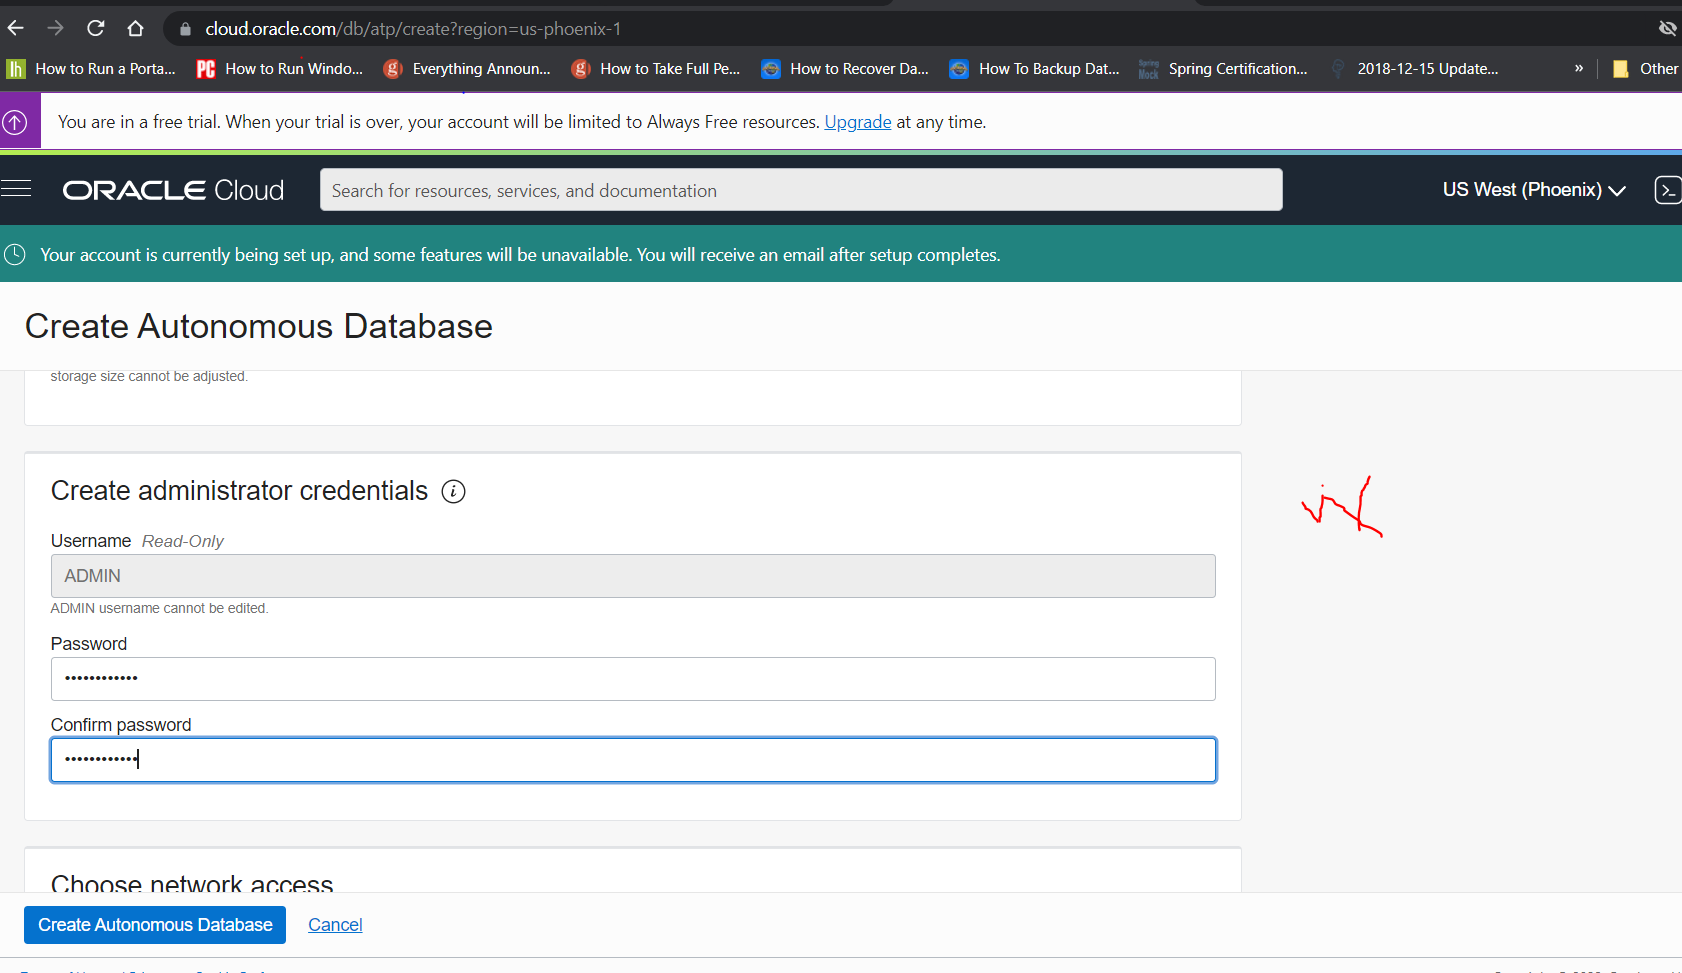 cloud.oracle.com/db/atp/create?region=us-phoenix-1
lh How to Run a Porta... PC How to Run Windo... g Everything Announ... g How to Take Full Pe... How to Recover Da... How To Backup Dat... Spring Mock Spring Certification... 2018-12-15 Update... » Other
You are in a free trial. When your trial is over, your account will be limited to Always Free resources. Upgrade at any time.
ORACLE Cloud Search for resources, services, and documentation US West (Phoenix)
Your account is currently being set up, and some features will be unavailable. You will receive an email after setup completes.
Create Autonomous Database
storage size cannot be adjusted.
Create administrator credentials i
Username Read-Only
ADMIN
ADMIN username cannot be edited.
Password
••••••••••••
Confirm password
••••••••••••
Choose network access
Create Autonomous Database Cancel